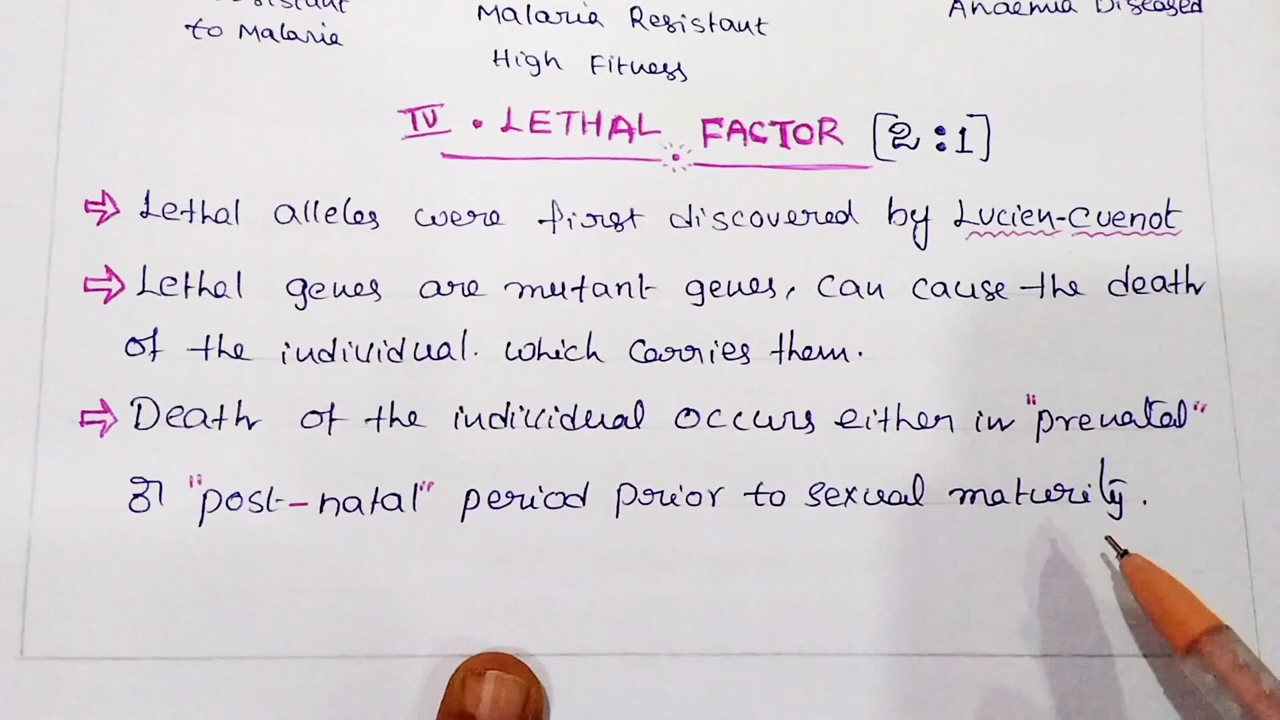 to Malaria
Malaria Resistant
High Fitness
Anaemia Diseased
IV. LETHAL FACTOR [2:1]
⇒ Lethal alleles were first discovered by Lucien-Cuenot
⇒ Lethal genes are mutant genes, can cause the death
of the individual. which carries them.
⇒ Death of the individual occurs either in "prenatal"
or "post-natal" period prior to sexual maturity.